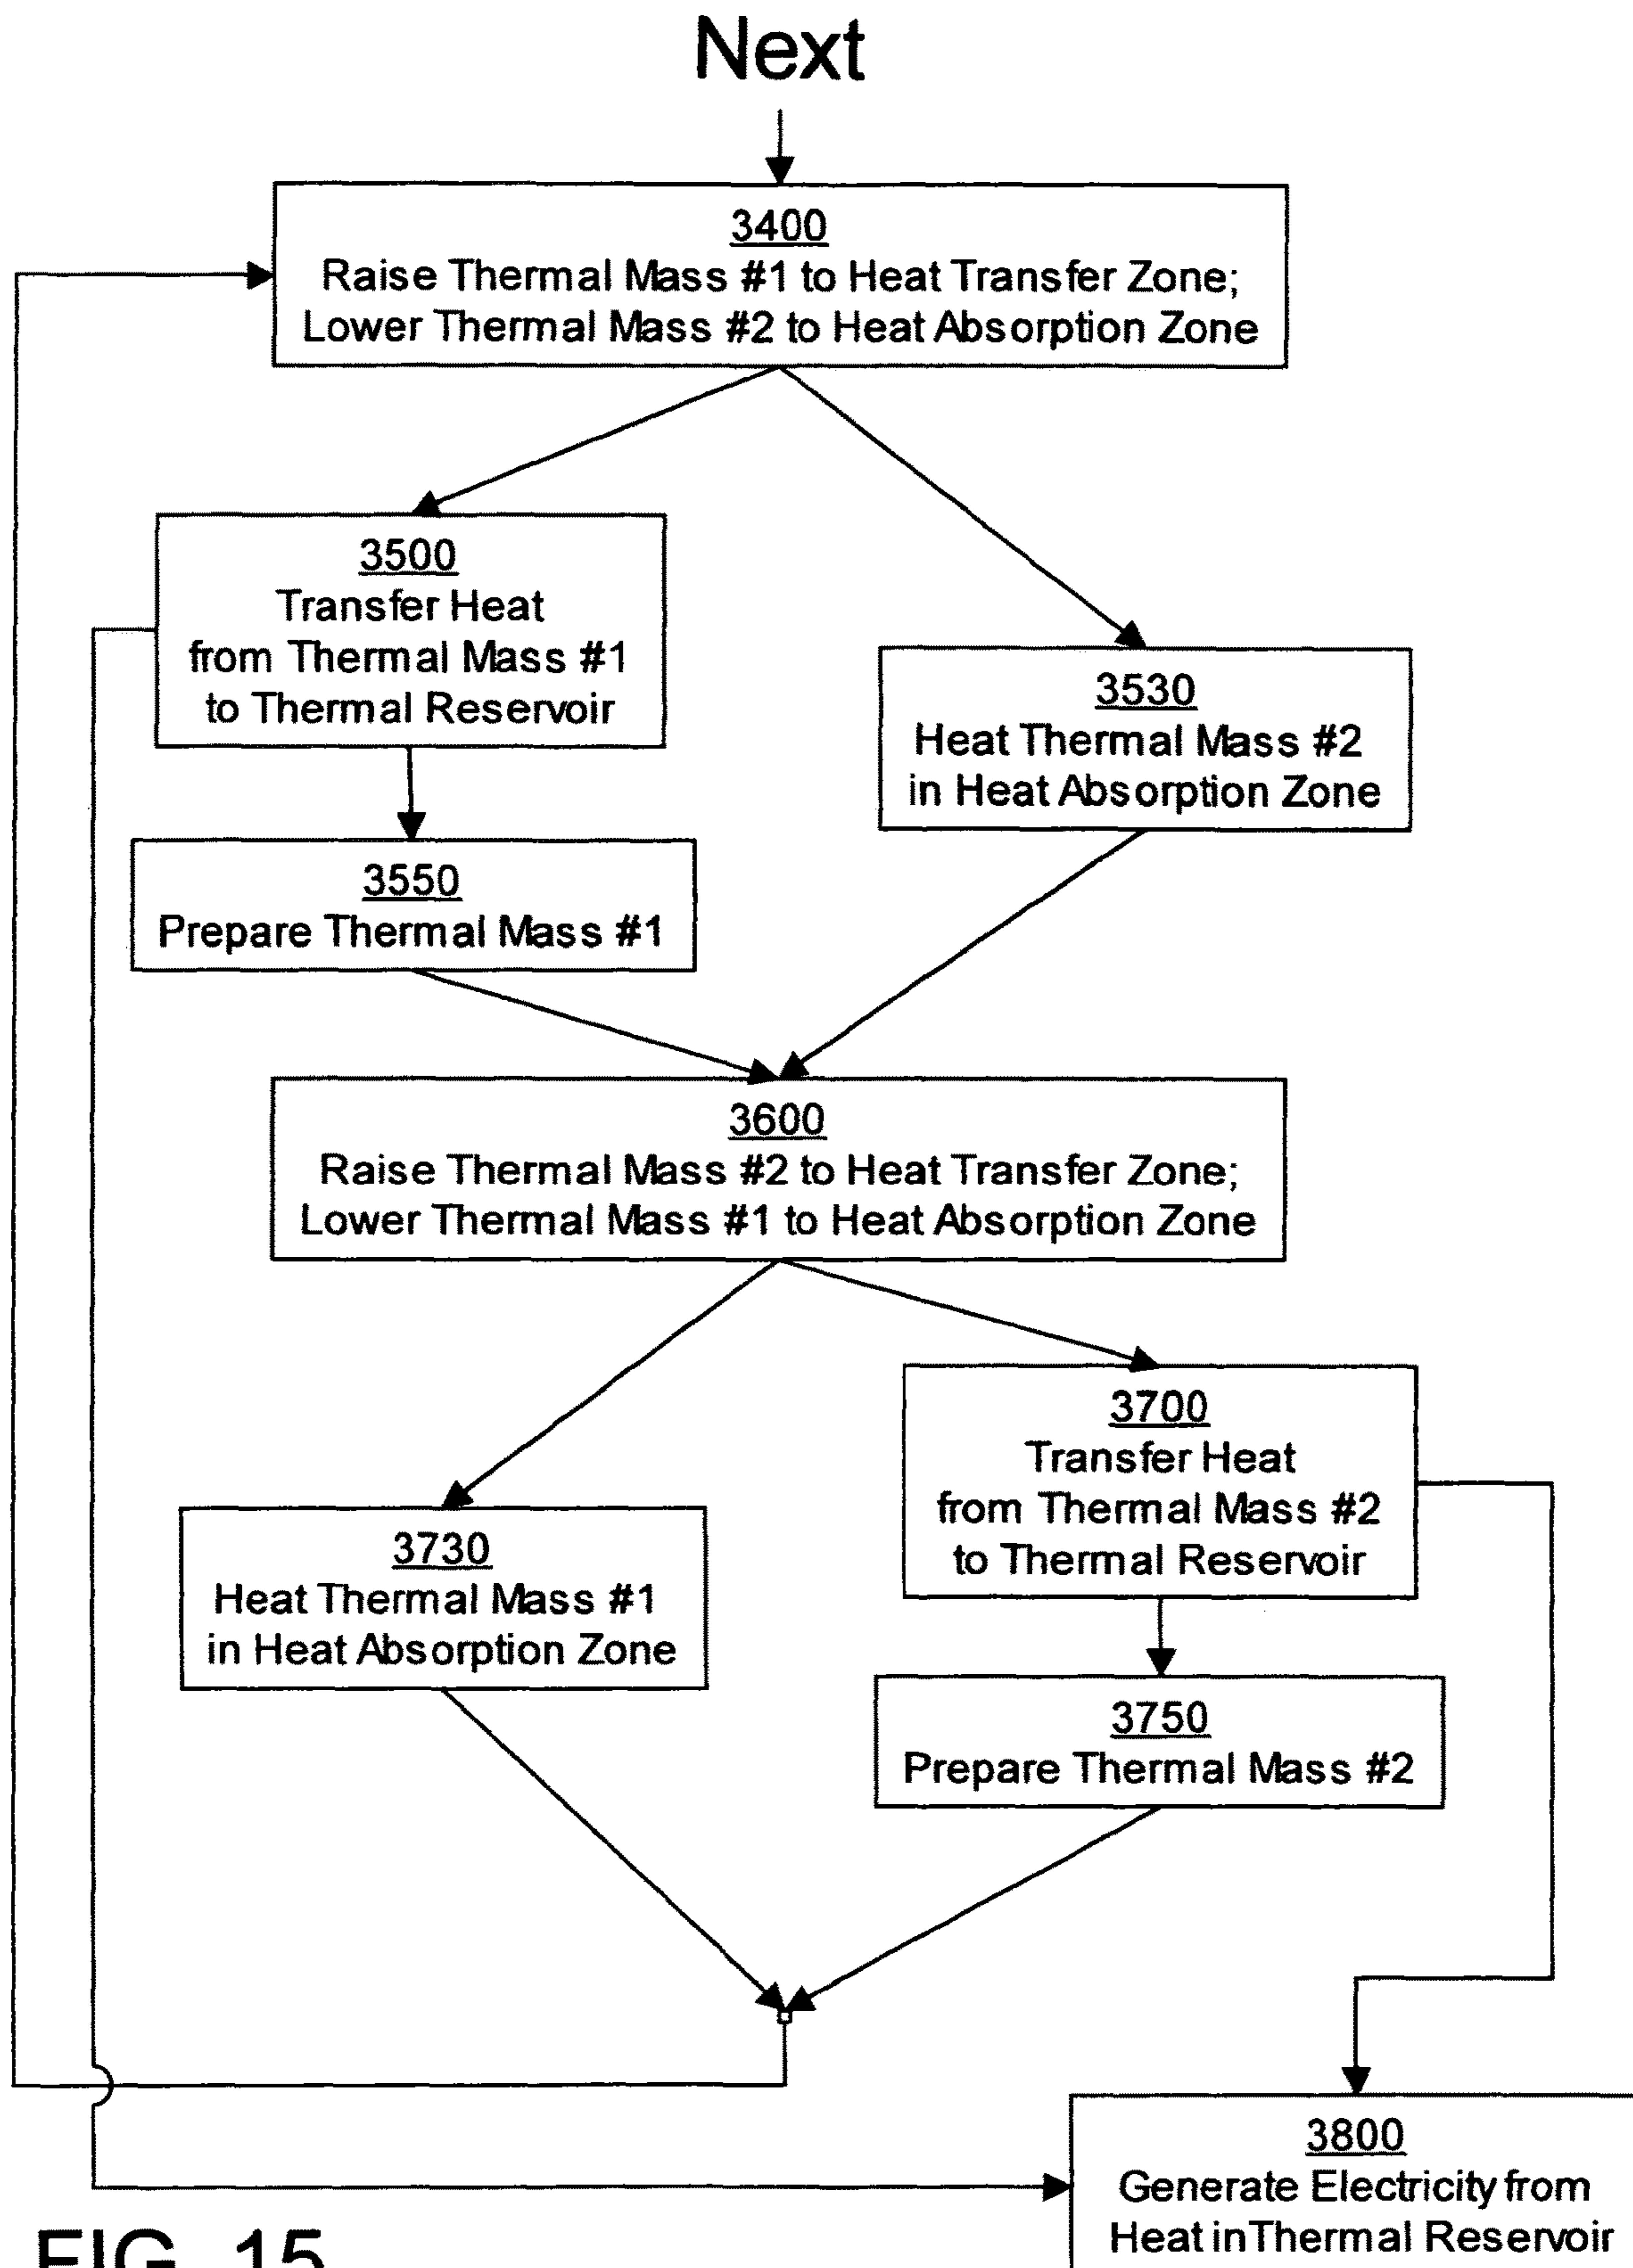 Next
3400
Raise Thermal Mass #1 to Heat Transfer Zone;
Lower Thermal Mass #2 to Heat Absorption Zone
3500
Transfer Heat
from Thermal Mass #1
to Thermal Reservoir
3530
Heat Thermal Mass #2
in Heat Absorption Zone
3550
Prepare Thermal Mass #1
3600
Raise Thermal Mass #2 to Heat Transfer Zone;
Lower Thermal Mass #1 to Heat Absorption Zone
3700
Transfer Heat
from Thermal Mass #2
to Thermal Reservoir
3730
Heat Thermal Mass #1
in Heat Absorption Zone
3750
Prepare Thermal Mass #2
3800
Generate Electricity from
Heat in Thermal Reservoir
FIG. 15